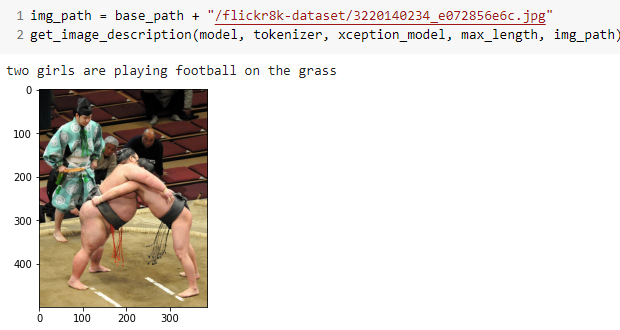 1 img_path = base_path + "/flickr8k-dataset/3220140234_e072856e6c.jpg"
2 get_image_description(model, tokenizer, xception_model, max_length, img_path)
two girls are playing football on the grass
0
100
200
300
400
0 100 200 300